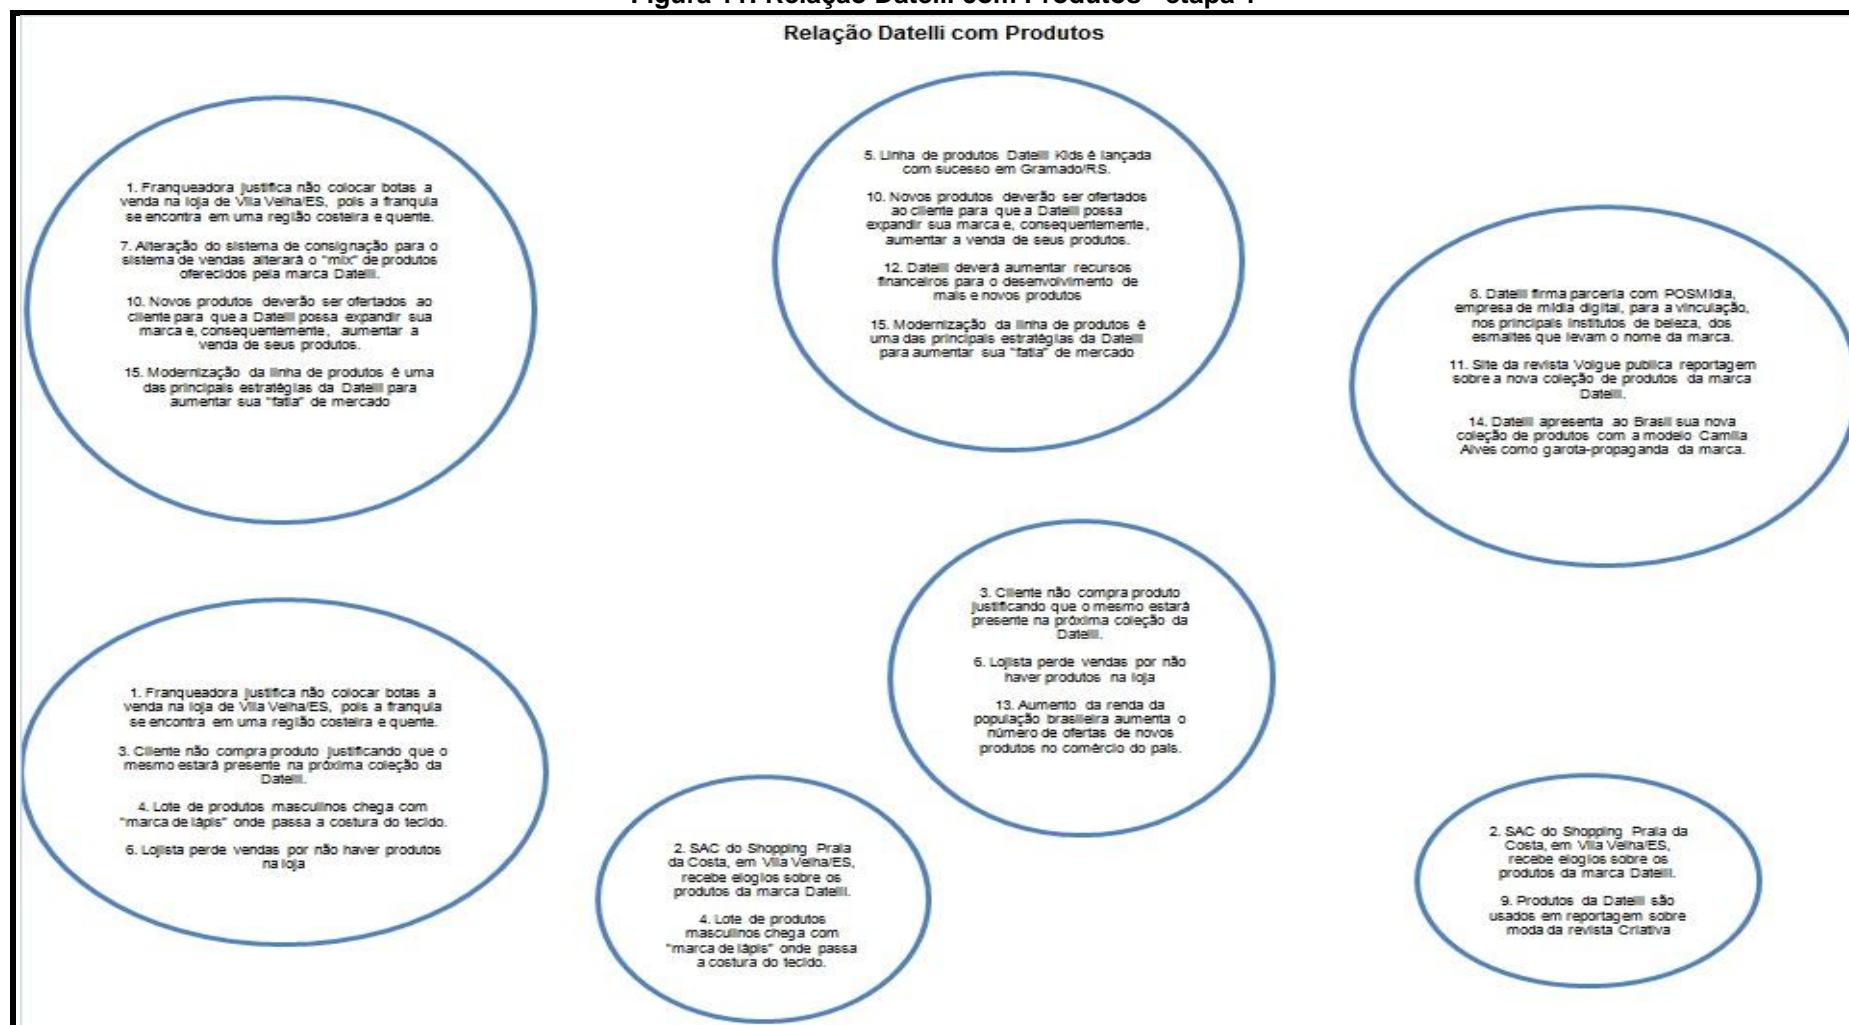 Relação Datelli com Produtos
1. Franqueadora justifica não colocar botas a
venda na loja de Vila Velha/ES, pois a franquia
se encontra em uma região costeira e quente.
7. Alteração do sistema de consignação para o
sistema de vendas alterará o "mix" de produtos
oferecidos pela marca Datelli.
10. Novos produtos deverão ser ofertados ao
cliente para que a Datelli possa expandir sua
marca e, consequentemente, aumentar a
venda de seus produtos.
15. Modernização da linha de produtos é uma
das principais estratégias da Datelli para
aumentar sua "fatia" de mercado
5. Linha de produtos Datelli Kids é lançada
com sucesso em Gramado/RS.
10. Novos produtos deverão ser ofertados
ao cliente para que a Datelli possa
expandir sua marca e, consequentemente,
aumentar a venda de seus produtos.
12. Datelli deverá aumentar recursos
financeiros para o desenvolvimento de
mais e novos produtos
15. Modernização da linha de produtos é
uma das principais estratégias da Datelli
para aumentar sua "fatia" de mercado
8. Datelli firma parceria com POSMidia,
empresa de mídia digital, para a vinculação,
nos principais institutos de beleza, dos
esmaltes que levam o nome da marca.
11. Site da revista Volgue publica reportagem
sobre a nova coleção de produtos da marca
Datelli.
14. Datelli apresenta ao Brasil sua nova
coleção de produtos com a modelo Camila
Alves como garota-propaganda da marca.
1. Franqueadora justifica não colocar botas a
venda na loja de Vila Velha/ES, pois a franquia
se encontra em uma região costeira e quente.
3. Cliente não compra produto justificando que o
mesmo estará presente na próxima coleção da
Datelli.
4. Lote de produtos masculinos chega com
"marca de lápis" onde passa a costura do tecido.
6. Lojista perde vendas por não haver produtos
na loja
3. Cliente não compra produto
justificando que o mesmo estará
presente na próxima coleção da
Datelli.
6. Lojista perde vendas por não
haver produtos na loja
13. Aumento da renda da
população brasileira aumenta o
número de ofertas de novos
produtos no comércio do país.
2. SAC do Shopping Praia
da Costa, em Vila Velha/ES,
recebe elogios sobre os
produtos da marca Datelli.
4. Lote de produtos
masculinos chega com
"marca de lápis" onde passa
a costura do tecido.
2. SAC do Shopping Praia da
Costa, em Vila Velha/ES,
recebe elogios sobre os
produtos da marca Datelli.
9. Produtos da Datelli são
usados em reportagem sobre
moda da revista Criativa